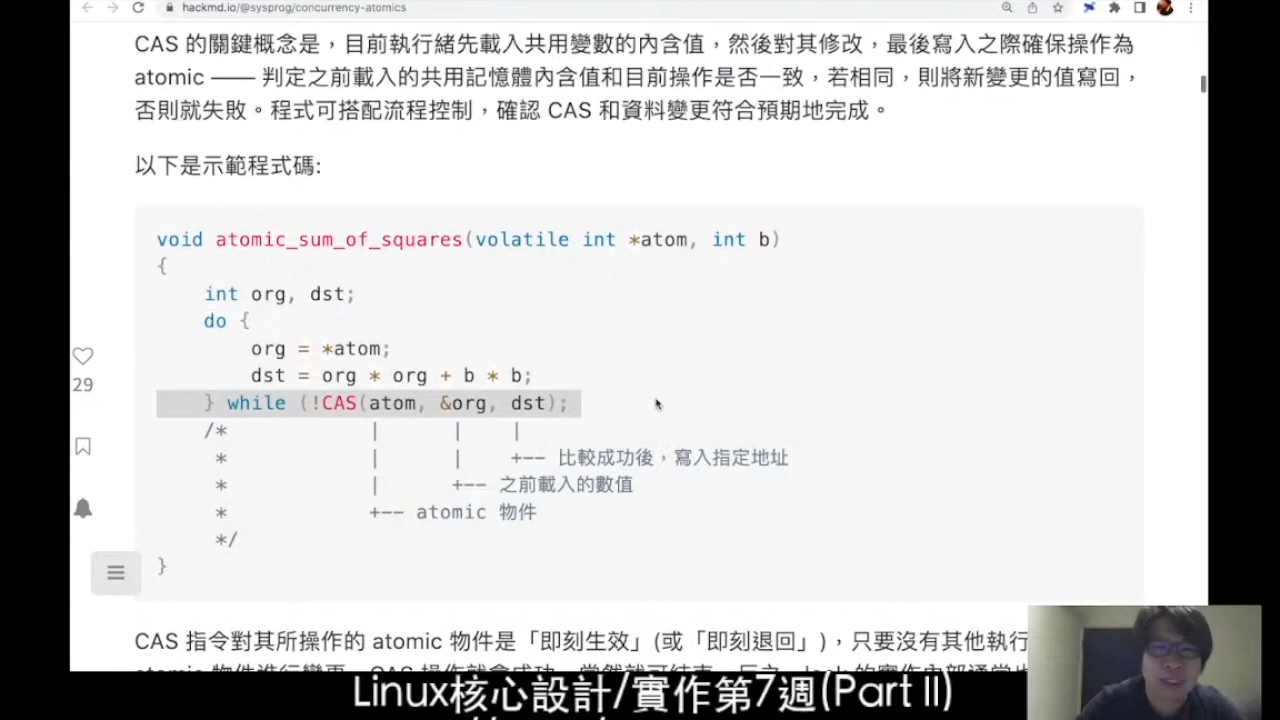 hackmd.io/@sysprog/concurrency-atomics
CAS 的關鍵概念是，目前執行緒先載入共用變數的內含值，然後對其修改，最後寫入之際確保操作為
atomic —— 判定之前載入的共用記憶體內含值和目前操作是否一致，若相同，則將新變更的值寫回，
否則就失敗。程式可搭配流程控制，確認 CAS 和資料變更符合預期地完成。
以下是示範程式碼:
void atomic_sum_of_squares(volatile int *atom, int b)
{
    int org, dst;
    do {
        org = *atom;
        dst = org * org + b * b;
    } while (!CAS(atom, &org, dst);
    /*            |      |    |
     *            |      |    +-- 比較成功後，寫入指定地址
     *            |      +-- 之前載入的數值
     *            +-- atomic 物件
     */
}
29
CAS 指令對其所操作的 atomic 物件是「即刻生效」(或「即刻退回」)，只要沒有其他執行
Linux核心設計/實作第7週(Part II)